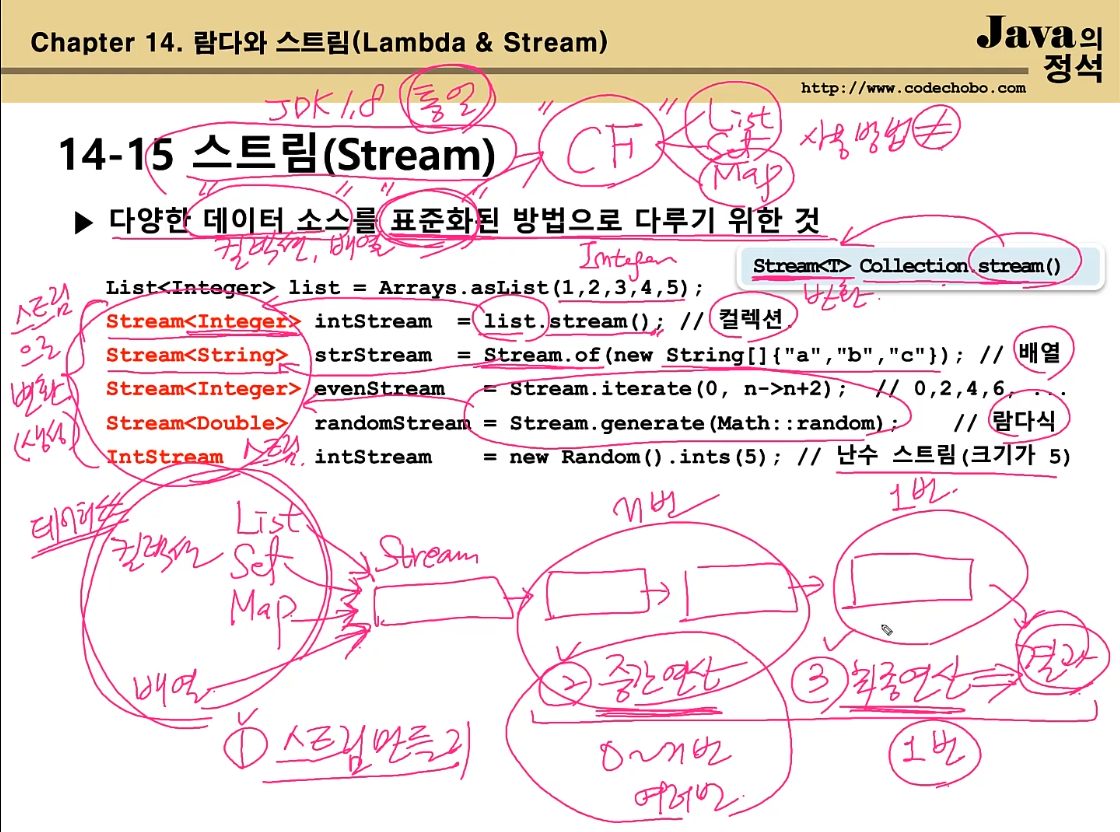 Chapter 14. 람다와 스트림(Lambda & Stream)
Java의
정석
http://www.codechobo.com
JDK1.8 통일
CF
List
Set
Map
사용방법 ≠
14-15 스트림(Stream)
▶ 다양한 데이터 소스를 표준화된 방법으로 다루기 위한 것
컬렉션, 배열
Integer
Stream<T> Collection.stream()
변환
List<Integer> list = Arrays.asList(1,2,3,4,5);
Stream<Integer> intStream = list.stream(); // 컬렉션
Stream<String> strStream = Stream.of(new String[]{"a","b","c"}); // 배열
Stream<Integer> evenStream = Stream.iterate(0, n->n+2); // 0,2,4,6, ...
Stream<Double> randomStream = Stream.generate(Math::random); // 람다식
IntStream intStream = new Random().ints(5); // 난수 스트림(크기가 5)
스트림
으로
변환
(생성)
스트림
데이터소스
컬렉션
List
Set
Map
배열
Stream
n번
1번
① 스트림만들기
② 중간연산
③ 최종연산
결과
0~n번
여러번
1번